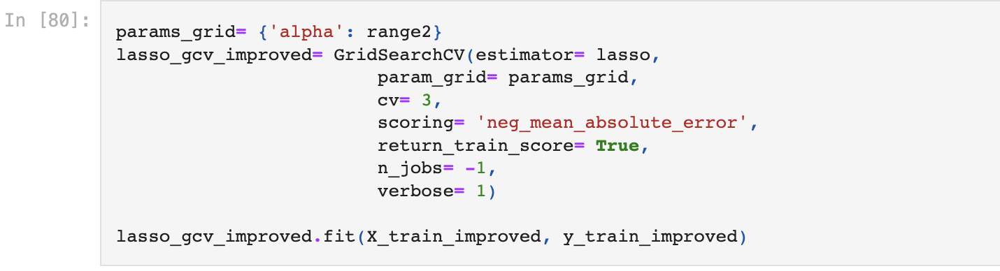 In [80]:
params_grid= {'alpha': range2}
lasso_gcv_improved= GridSearchCV(estimator= lasso,
                        param_grid= params_grid,
                        cv= 3,
                        scoring= 'neg_mean_absolute_error',
                        return_train_score= True,
                        n_jobs= -1,
                        verbose= 1)
lasso_gcv_improved.fit(X_train_improved, y_train_improved)